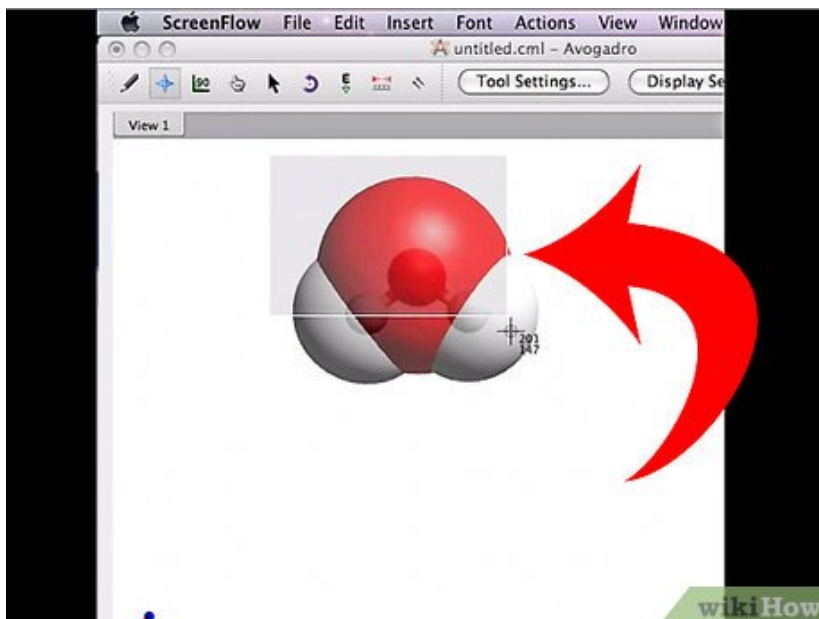 ScreenFlow File Edit Insert Font Actions View Window
untitled.cml – Avogadro
90 E Tool Settings... Display Se
View 1
201
147
wikiHow